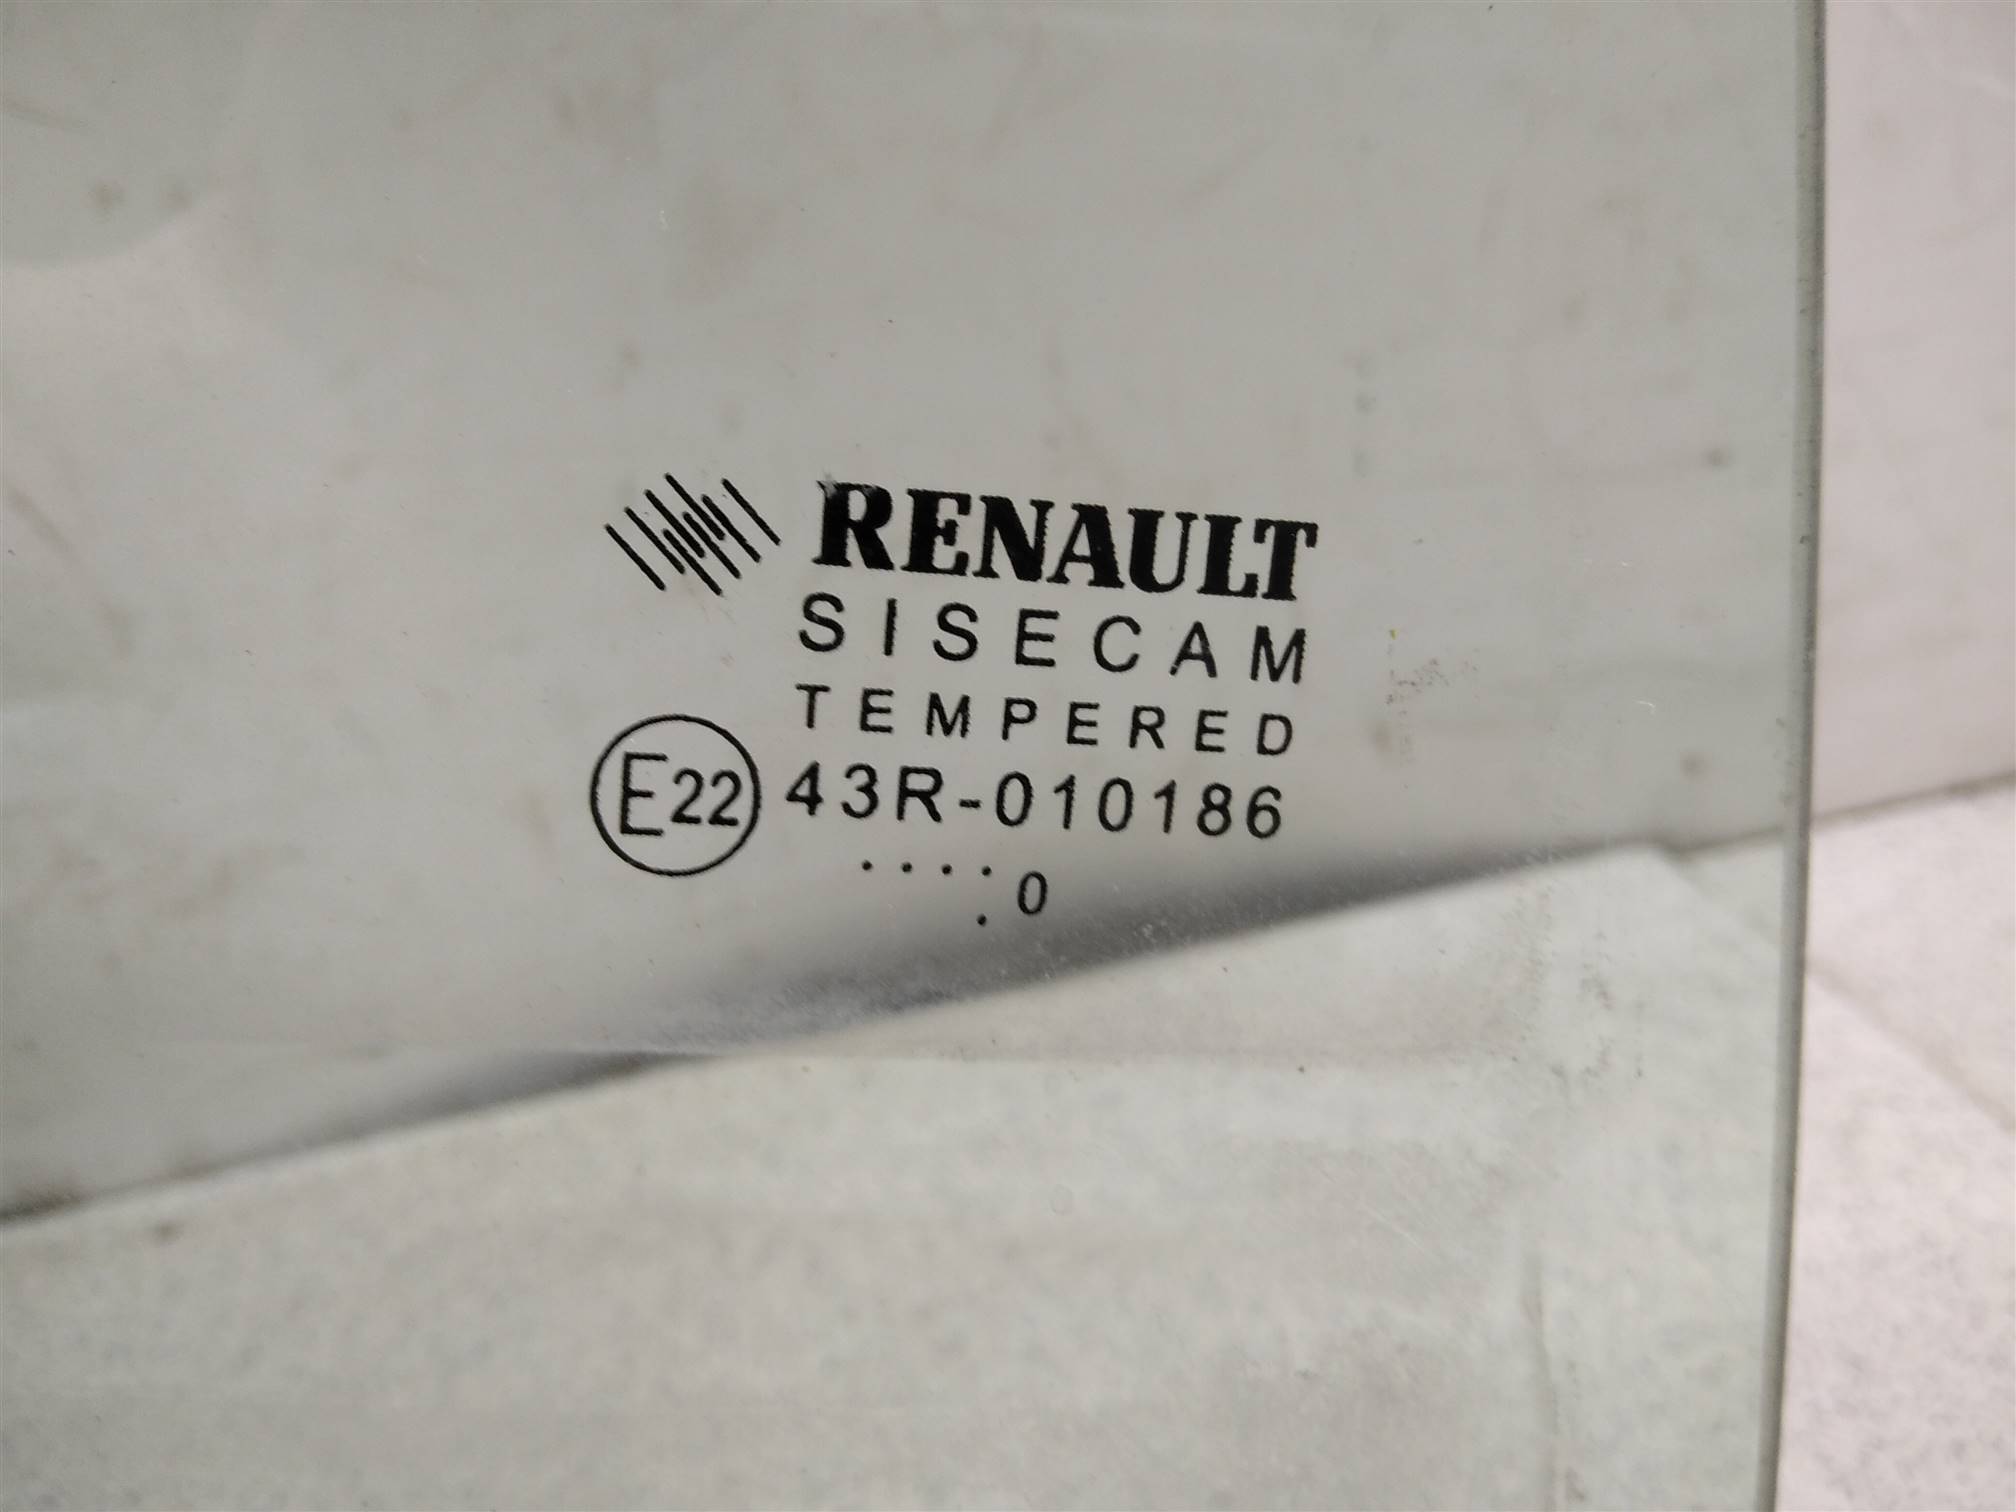 RENAULT
SISECAM
TEMPERED
E22 43R-010186
.....
. 0